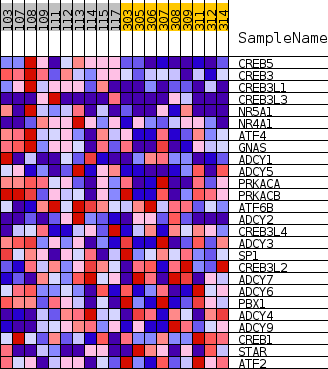 103 107 108 109 110 111 112 113 114 115 117 303 305 306 307 308 309 311 312 314
SampleName
CREB5
CREB3
CREB3L1
CREB3L3
NR5A1
NR4A1
ATF4
GNAS
ADCY1
ADCY5
PRKACA
PRKACB
ATF6B
ADCY2
CREB3L4
ADCY3
SP1
CREB3L2
ADCY7
ADCY6
PBX1
ADCY4
ADCY9
CREB1
STAR
ATF2